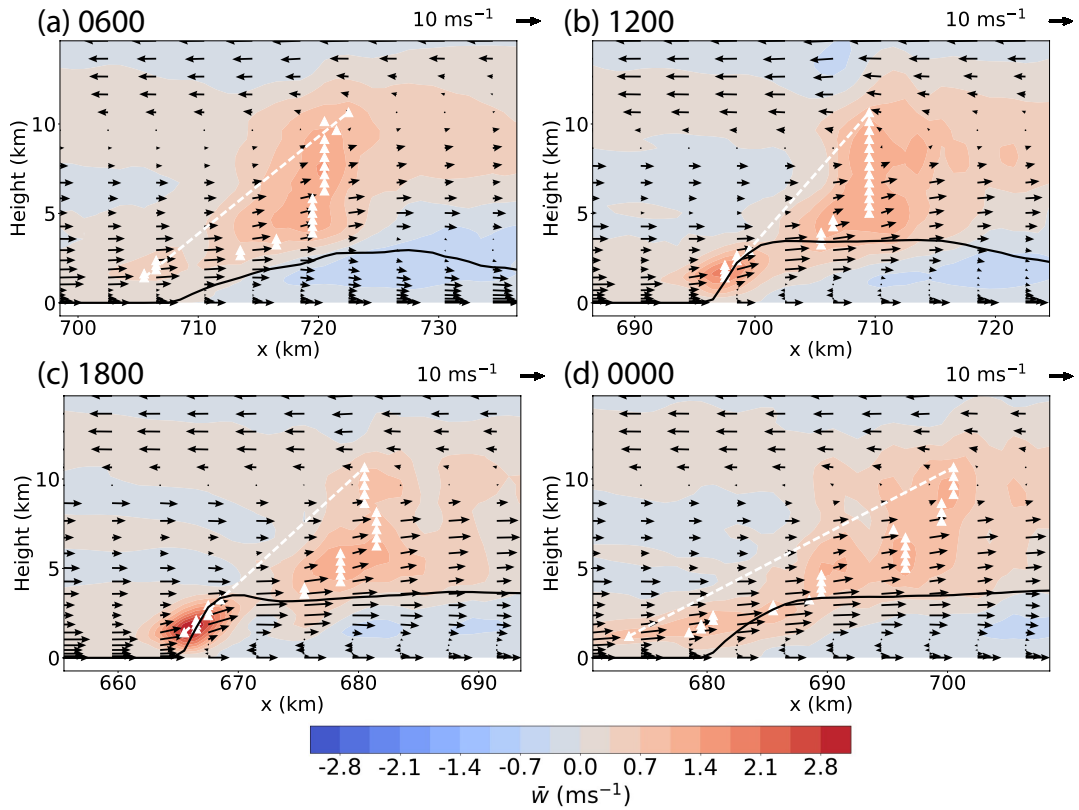 (a) 0600
10 ms⁻¹
Height (km)
10
5
0
700
710
720
730
x (km)
(b) 1200
10 ms⁻¹
Height (km)
10
5
0
690
700
710
720
x (km)
(c) 1800
10 ms⁻¹
Height (km)
10
5
0
660
670
680
690
x (km)
(d) 0000
10 ms⁻¹
Height (km)
10
5
0
680
690
700
x (km)
-2.8 -2.1 -1.4 -0.7 0.0 0.7 1.4 2.1 2.8
w̄ (ms⁻¹)